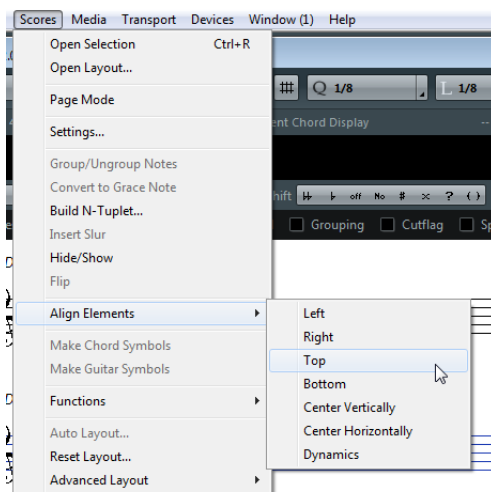 Scores Media Transport Devices Window (1) Help
Open Selection Ctrl+R
Open Layout...
Q 1/8 L 1/8
Page Mode
ent Chord Display --
Settings...
Group/Ungroup Notes
Convert to Grace Note
hift off No # × ? ( )
Build N-Tuplet...
Grouping Cutflag Sp
Insert Slur
Hide/Show
Flip
Align Elements
Left
Right
Make Chord Symbols
Top
Make Guitar Symbols
Bottom
Functions
Center Vertically
Auto Layout...
Center Horizontally
Reset Layout...
Dynamics
Advanced Layout